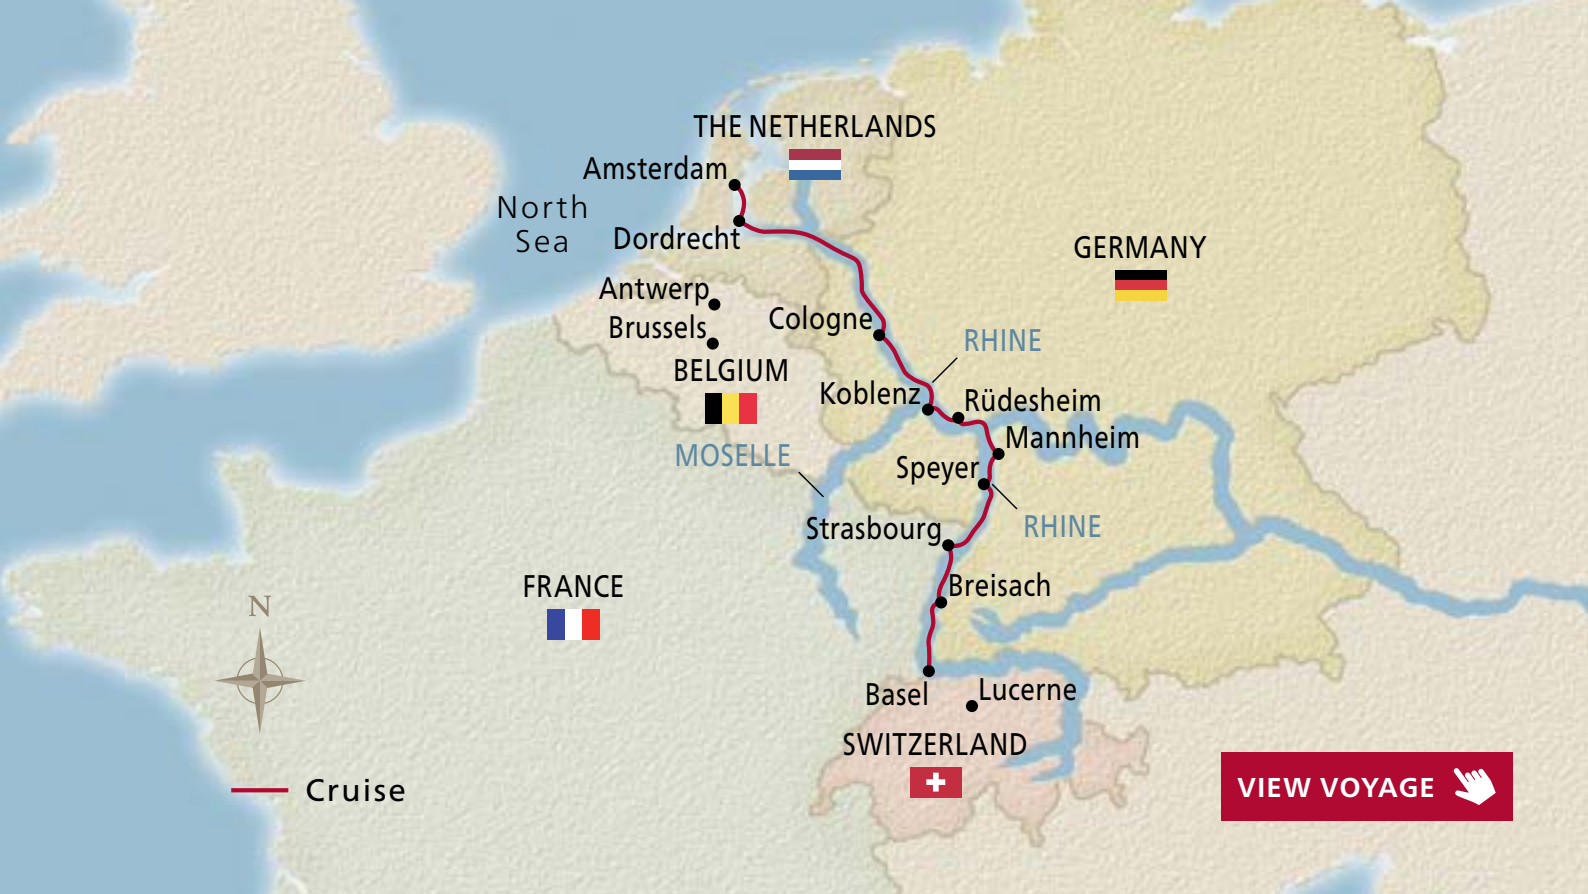 THE NETHERLANDS
Amsterdam
North
Sea
Dordrecht
GERMANY
Antwerp
Cologne
Brussels
RHINE
BELGIUM
Koblenz
Rüdesheim
Mannheim
MOSELLE
Speyer
Strasbourg
RHINE
FRANCE
Breisach
N
Basel
Lucerne
SWITZERLAND
Cruise
VIEW VOYAGE